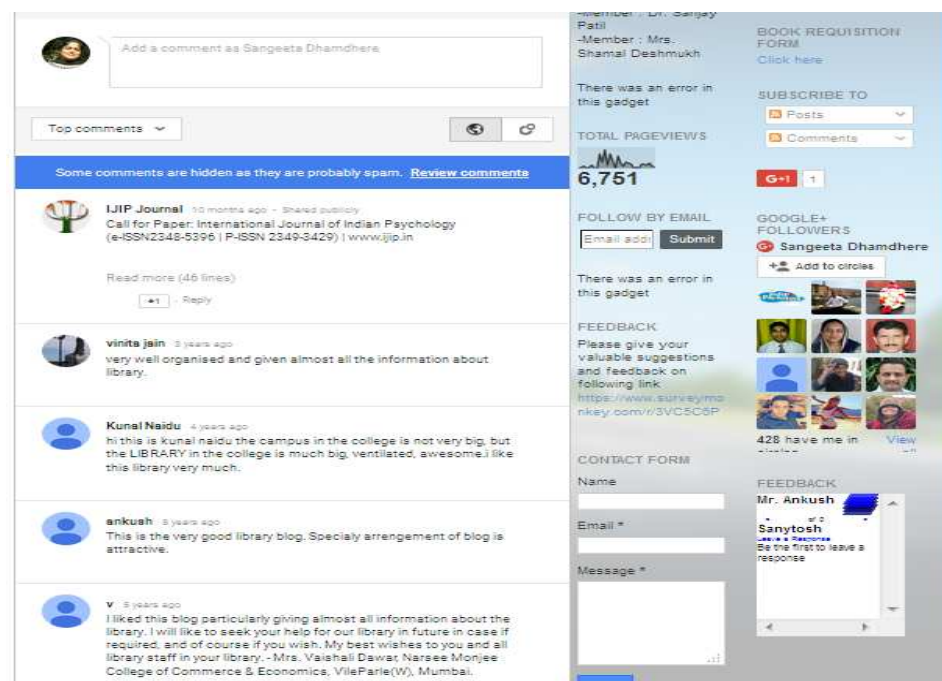 Add a comment as Sangeeta Dhamdhere
Top comments
Some comments are hidden as they are probably spam. Review comments
IJIP Journal 10 months ago - Shared publicly
Call for Paper: International Journal of Indian Psychology
(e-ISSN2348-5396 | P-ISSN 2349-3429) | www.ijip.in
Read more (46 lines)
+1 · Reply
vinita jain 3 years ago
very well organised and given almost all the information about
library.
Kunal Naidu 4 years ago
hi this is kunal naidu the campus in the college is not very big, but
the LIBRARY in the college is much big, ventilated, awesome.i like
this library very much.
ankush 5 years ago
This is the very good library blog. Specialy arrengement of blog is
attractive.
v 5 years ago
I liked this blog particularly giving almost all information about the
library. I will like to seek your help for our library in future in case if
required, and of course if you wish. My best wishes to you and all
library staff in your library. -Mrs. Vaishali Dawar, Narsee Monjee
College of Commerce & Economics, VileParle(W), Mumbai.
-Member : Dr. Sanjay
Patil
-Member : Mrs.
Shamal Deshmukh
There was an error in
this gadget
TOTAL PAGEVIEWS
6,751
FOLLOW BY EMAIL
Email addr Submit
There was an error in
this gadget
FEEDBACK
Please give your
valuable suggestions
and feedback on
following link
https://www.surveymo
nkey.com/r/3VC5C6P
CONTACT FORM
Name
Email *
Message *
BOOK REQUISITION
FORM
Click here
SUBSCRIBE TO
Posts
Comments
G+1 1
GOOGLE+
FOLLOWERS
Sangeeta Dhamdhere
Add to circles
428 have me in
circles View
all
FEEDBACK
Mr. Ankush
of 0
Sanytosh
Leave a Response
Be the first to leave a
response